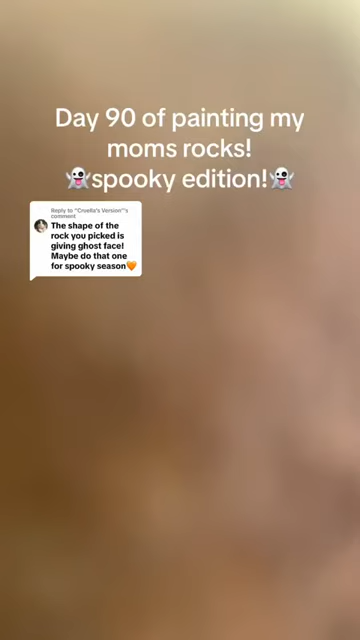 Day 90 of painting my
moms rocks!
👻spooky edition!👻
Reply to "Cruella's Version"'s
comment
The shape of the
rock you picked is
giving ghost face!
Maybe do that one
for spooky season🧡